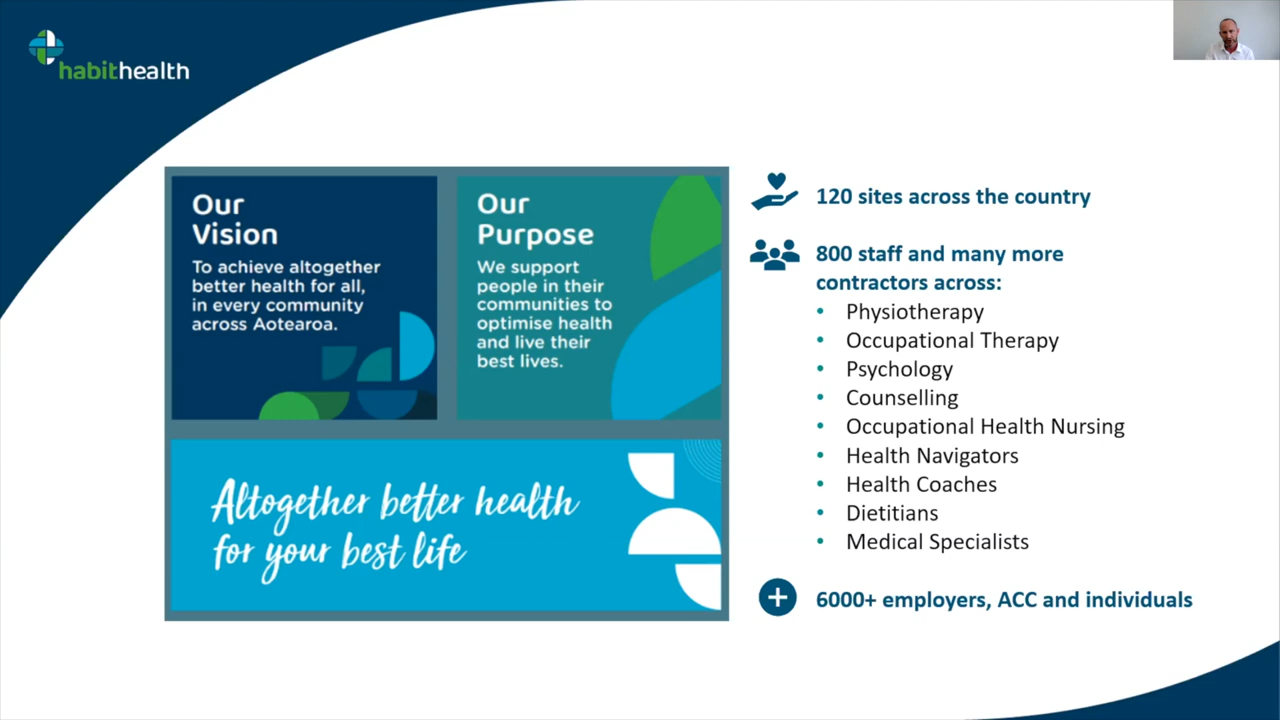 habithealth
Our
Vision
To achieve altogether
better health for all,
in every community
across Aotearoa.
Our
Purpose
We support
people in their
communities to
optimise health
and live their
best lives.
Altogether better health
for your best life
120 sites across the country
800 staff and many more
contractors across:
• Physiotherapy
• Occupational Therapy
• Psychology
• Counselling
• Occupational Health Nursing
• Health Navigators
• Health Coaches
• Dietitians
• Medical Specialists
6000+ employers, ACC and individuals